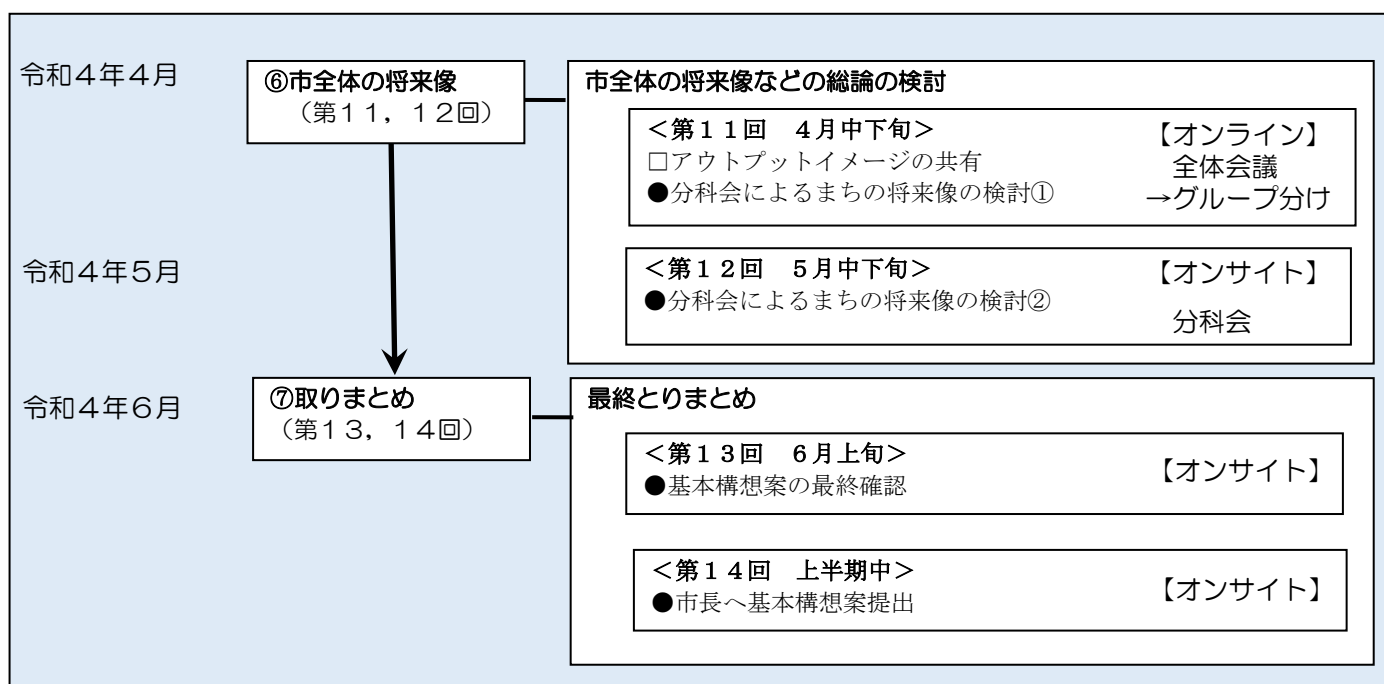 令和４年４月
⑥市全体の将来像
（第１１，１２回）
市全体の将来像などの総論の検討
＜第１１回　４月中下旬＞
□アウトプットイメージの共有
●分科会によるまちの将来像の検討①
【オンライン】
全体会議
→グループ分け
令和４年５月
＜第１２回　５月中下旬＞
●分科会によるまちの将来像の検討②
【オンサイト】
分科会
令和４年６月
⑦取りまとめ
（第１３，１４回）
最終とりまとめ
＜第１３回　６月上旬＞
●基本構想案の最終確認
【オンサイト】
＜第１４回　上半期中＞
●市長へ基本構想案提出
【オンサイト】